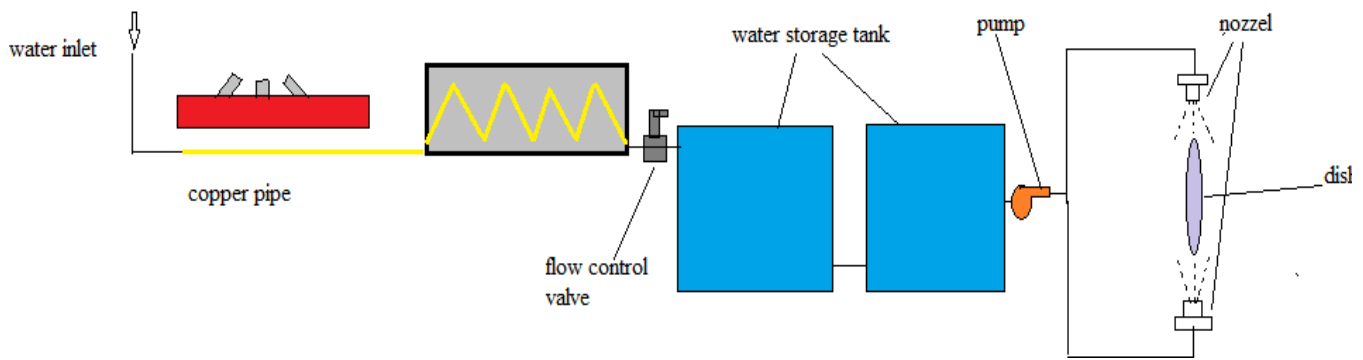 water inlet
copper pipe
flow control
valve
water storage tank
pump
nozzel
dish